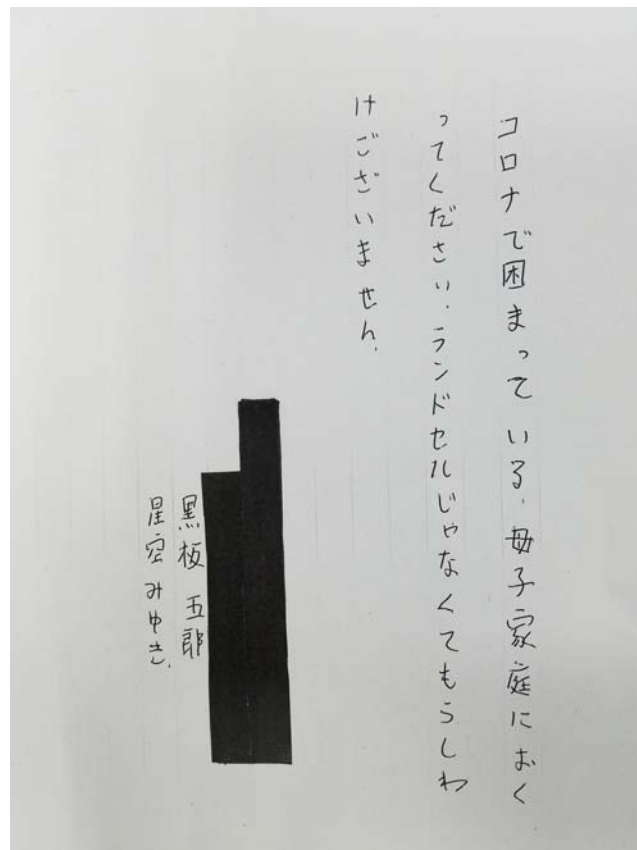 コロナで困まっている、母子家庭におく
ってください。ランドセルじゃなくてもうしわ
けございません。
黒板 五郎
星空 みゆき。